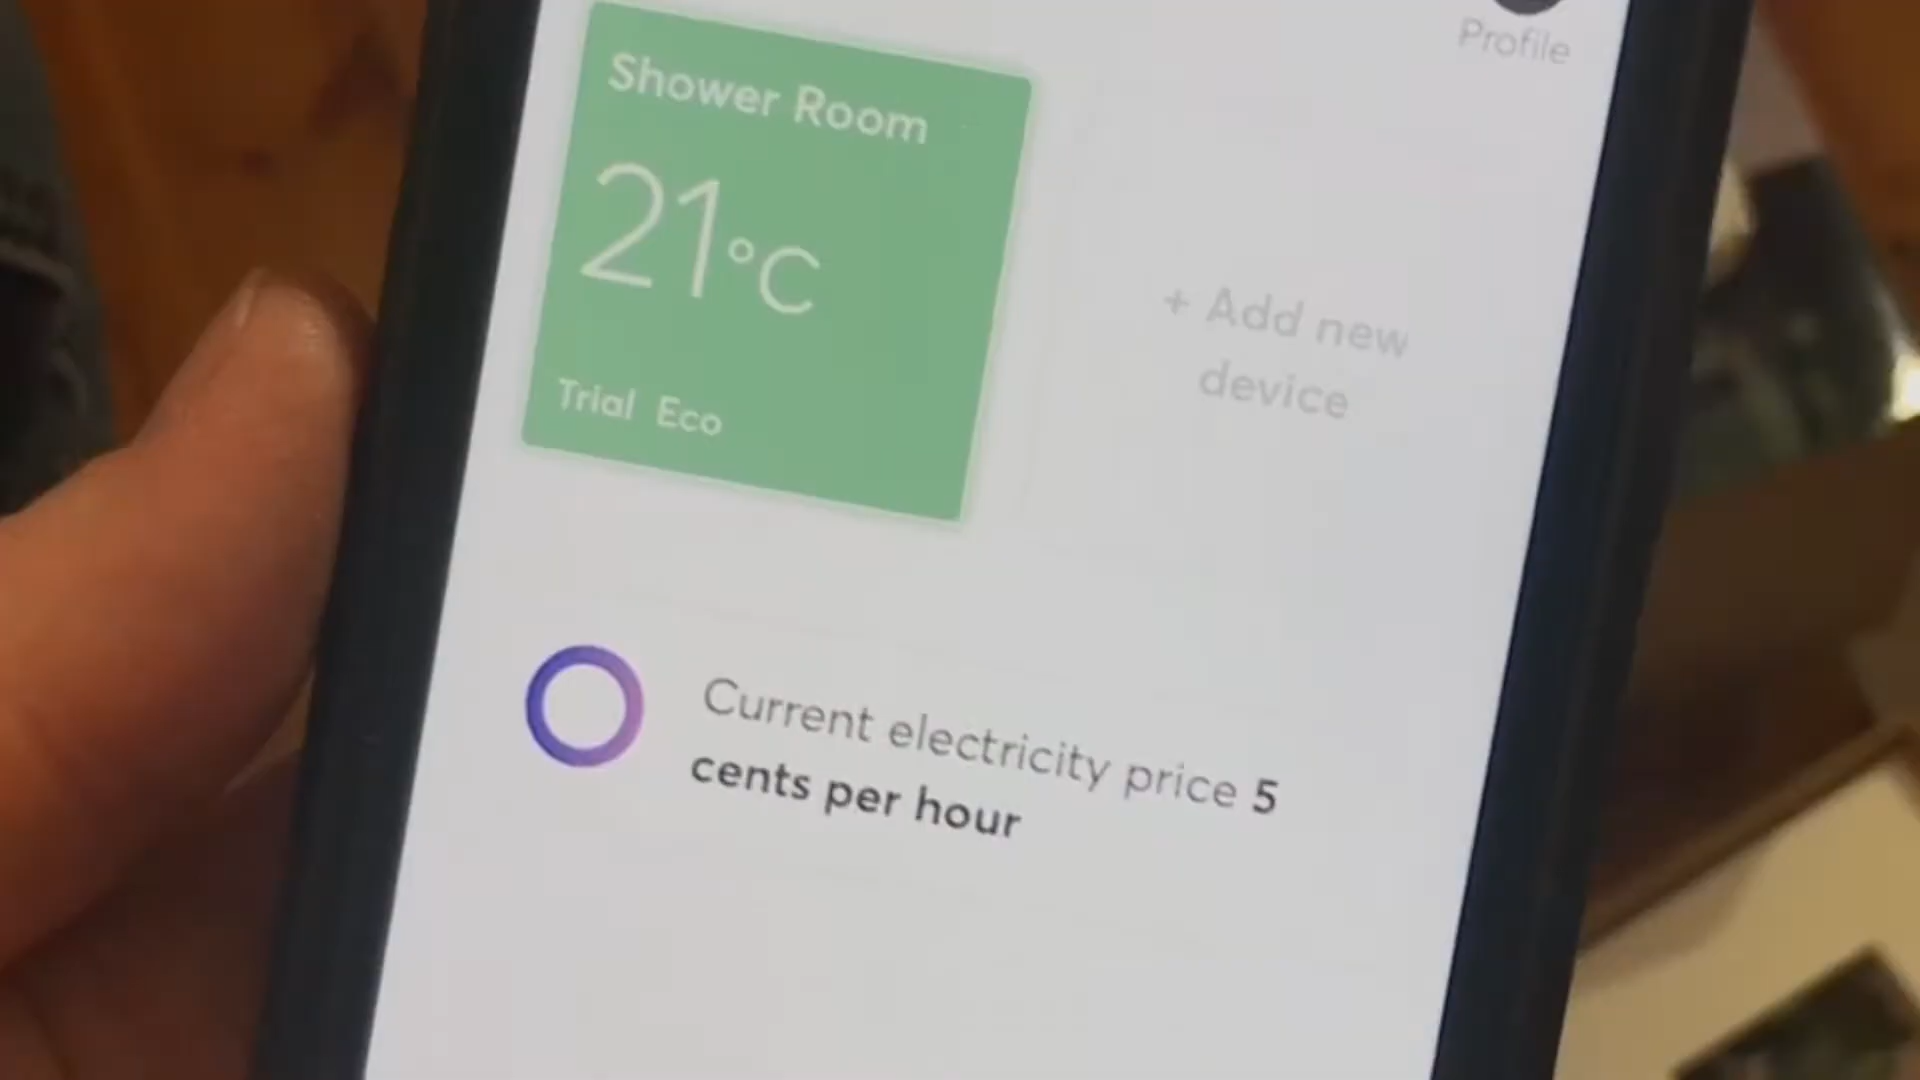 Profile
Shower Room
21°C
Trial Eco
+ Add new
device
Current electricity price 5
cents per hour